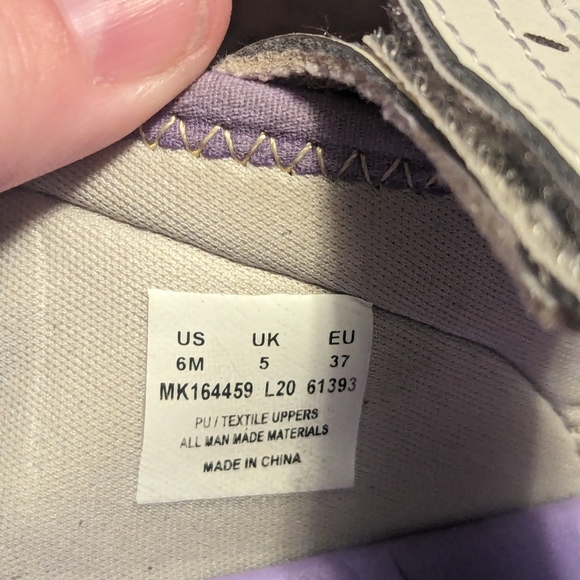 US UK EU
6M 5 37
MK164459 L20 61393
PU / TEXTILE UPPERS
ALL MAN MADE MATERIALS
MADE IN CHINA